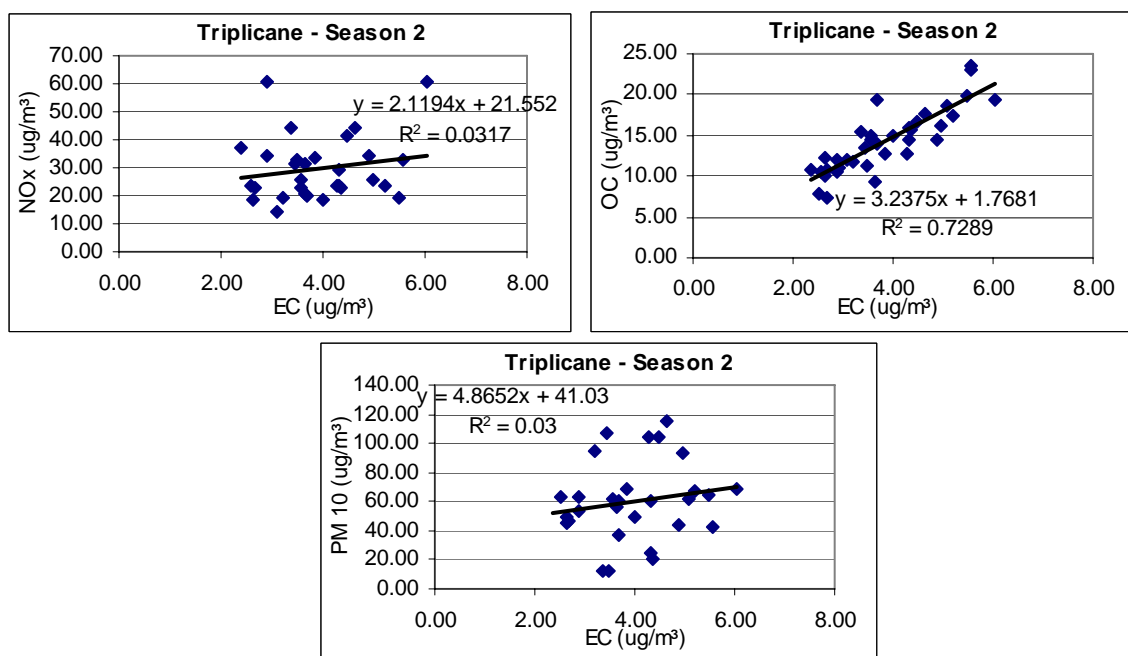 Triplicane - Season 2
NOx (ug/m³)
70.00
60.00
50.00
40.00
30.00
20.00
10.00
0.00
y = 2.1194x + 21.552
R² = 0.0317
0.00 2.00 4.00 6.00 8.00
EC (ug/m³)
Triplicane - Season 2
OC (ug/m³)
25.00
20.00
15.00
10.00
5.00
0.00
y = 3.2375x + 1.7681
R² = 0.7289
0.00 2.00 4.00 6.00 8.00
EC (ug/m³)
Triplicane - Season 2
PM 10 (ug/m³)
140.00
120.00
100.00
80.00
60.00
40.00
20.00
0.00
y = 4.8652x + 41.03
R² = 0.03
0.00 2.00 4.00 6.00 8.00
EC (ug/m³)